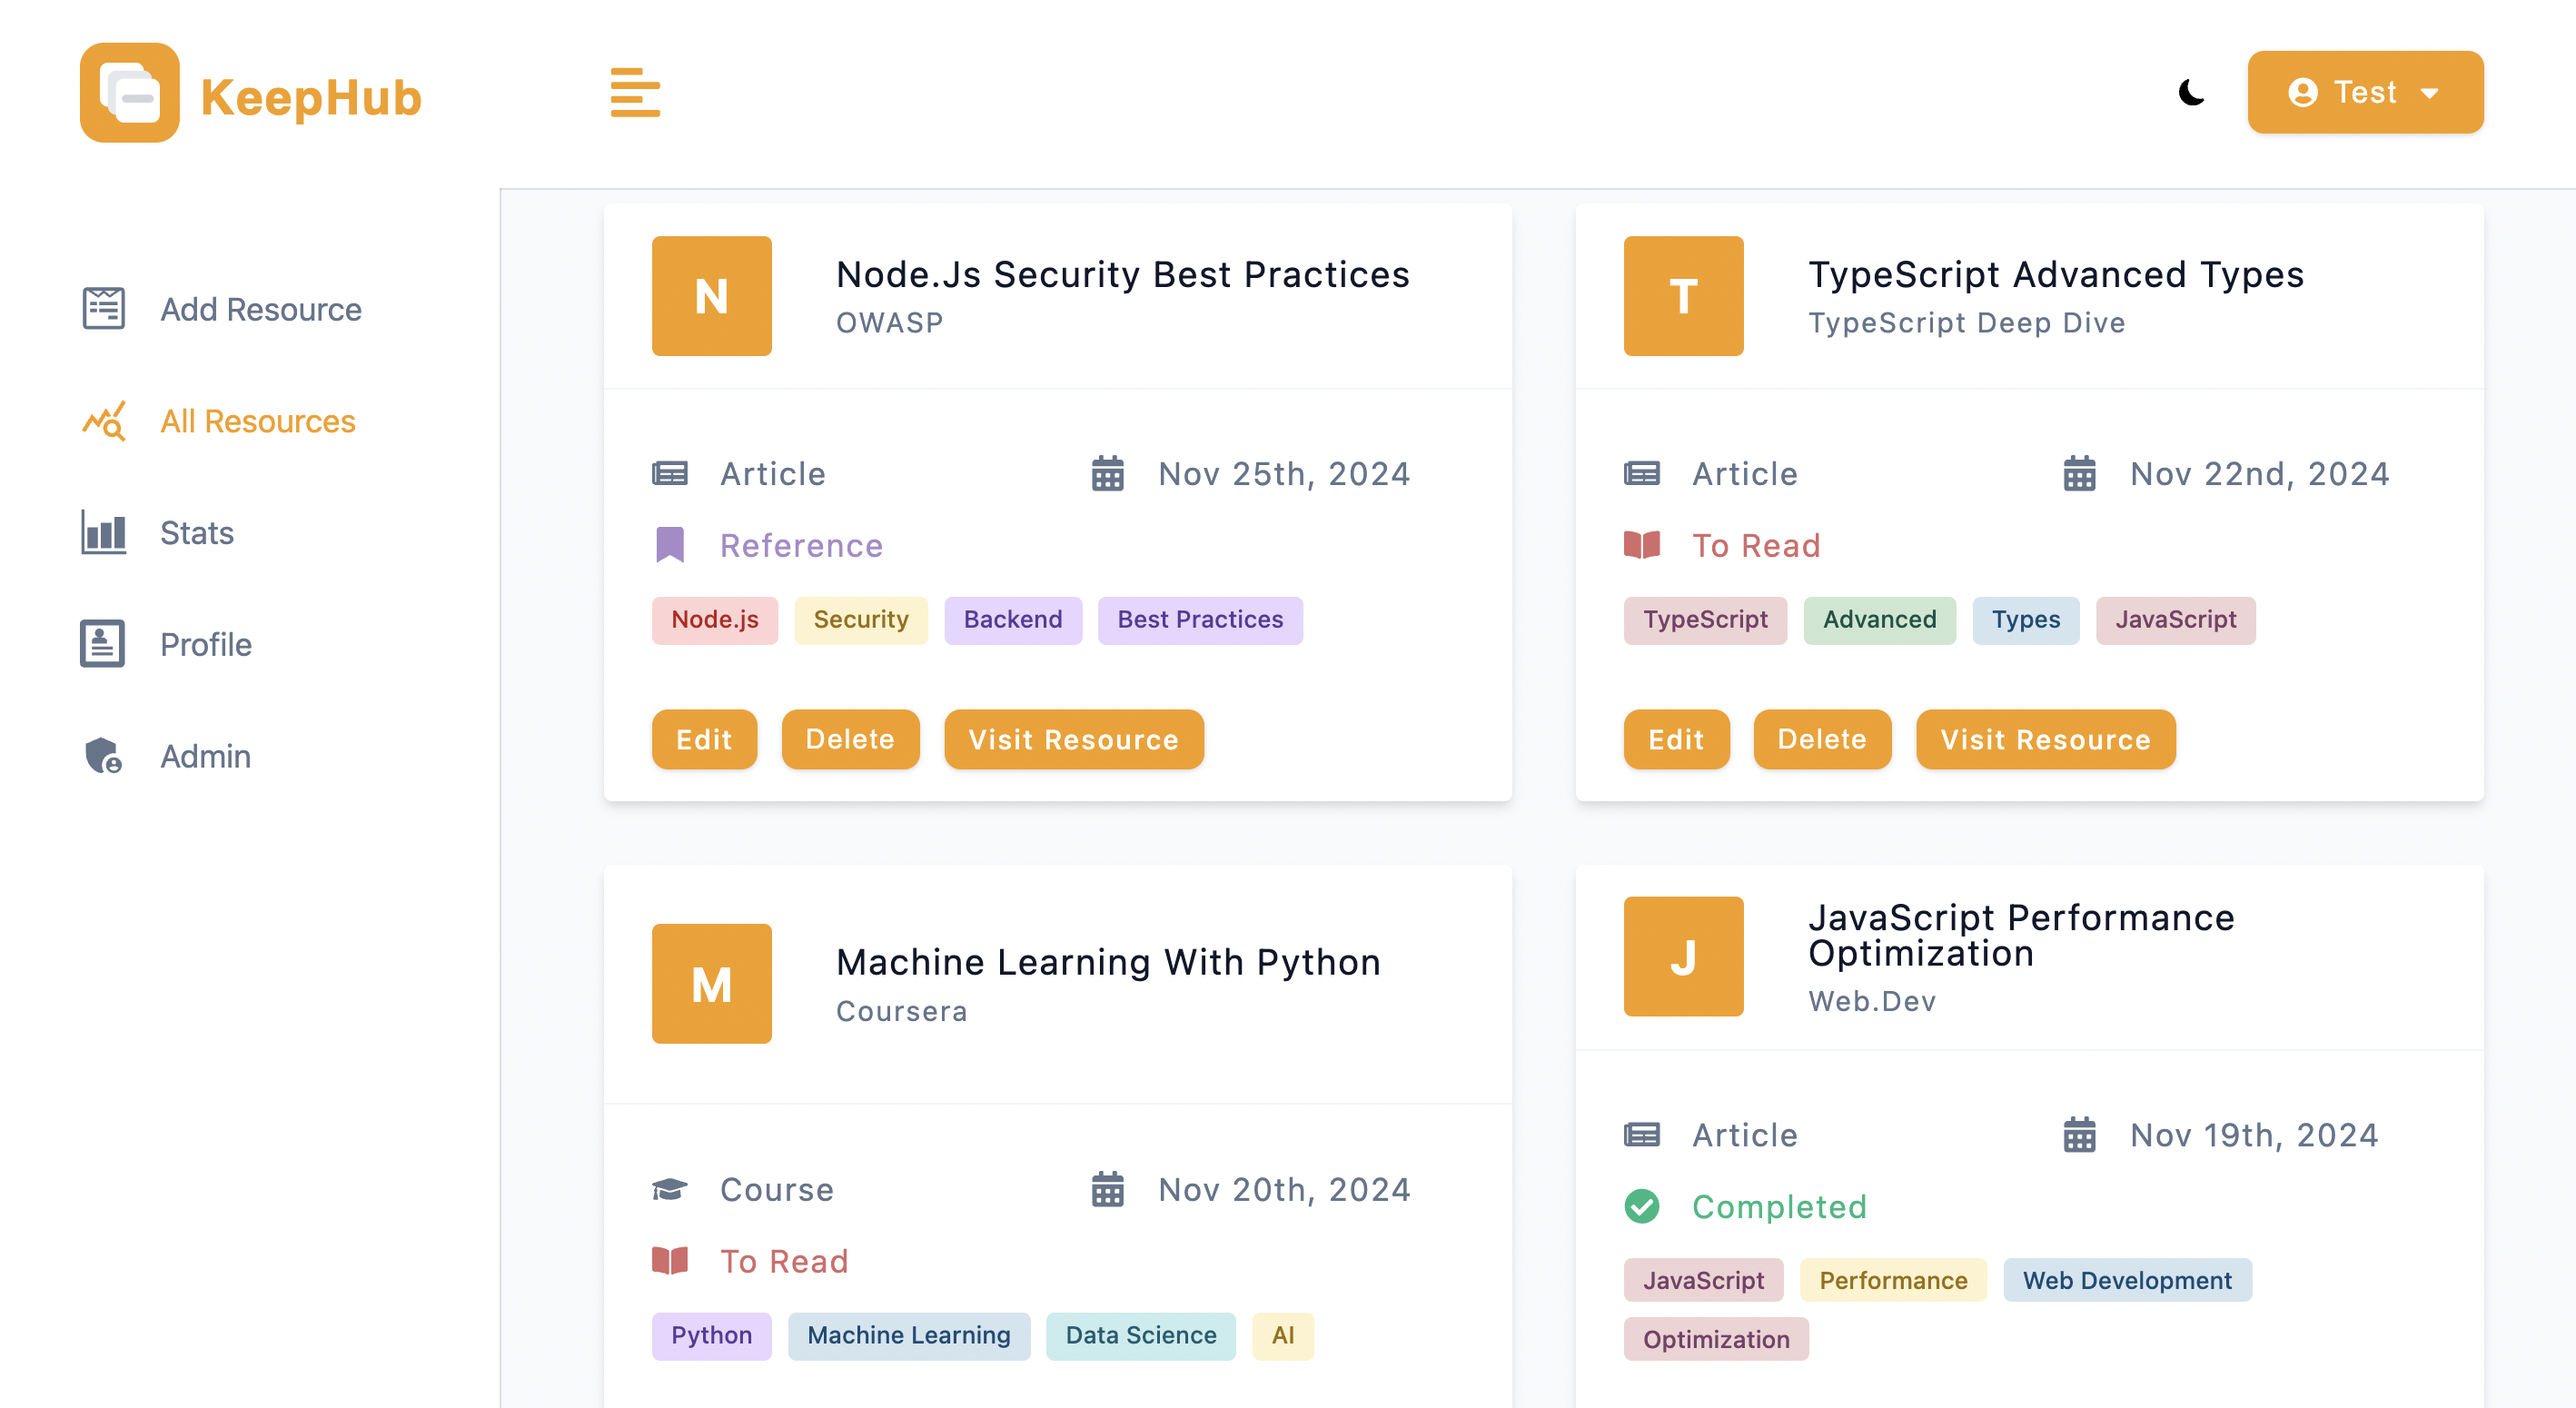 KeepHub
Test
Add Resource
All Resources
Stats
Profile
Admin
N
Node.Js Security Best Practices
OWASP
Article
Nov 25th, 2024
Reference
Node.js Security Backend Best Practices
Edit Delete Visit Resource
T
TypeScript Advanced Types
TypeScript Deep Dive
Article
Nov 22nd, 2024
To Read
TypeScript Advanced Types JavaScript
Edit Delete Visit Resource
M
Machine Learning With Python
Coursera
Course
Nov 20th, 2024
To Read
Python Machine Learning Data Science AI
J
JavaScript Performance
Optimization
Web.Dev
Article
Nov 19th, 2024
Completed
JavaScript Performance Web Development
Optimization